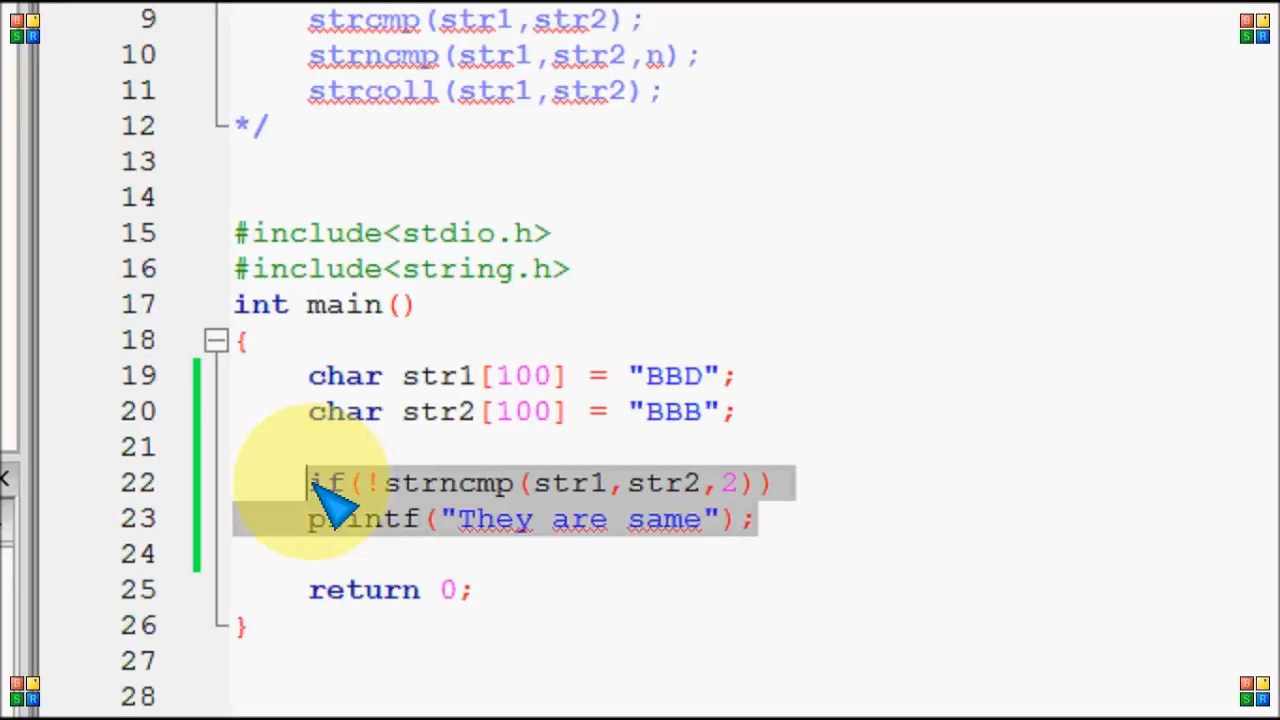 9 strcmp(str1,str2);
10 strncmp(str1,str2,n);
11 strcoll(str1,str2);
12 */
13
14
15 #include<stdio.h>
16 #include<string.h>
17 int main()
18 {
19 char str1[100] = "BBD";
20 char str2[100] = "BBB";
21
22 if(!strncmp(str1,str2,2))
23 printf("They are same");
24
25 return 0;
26 }
27
28